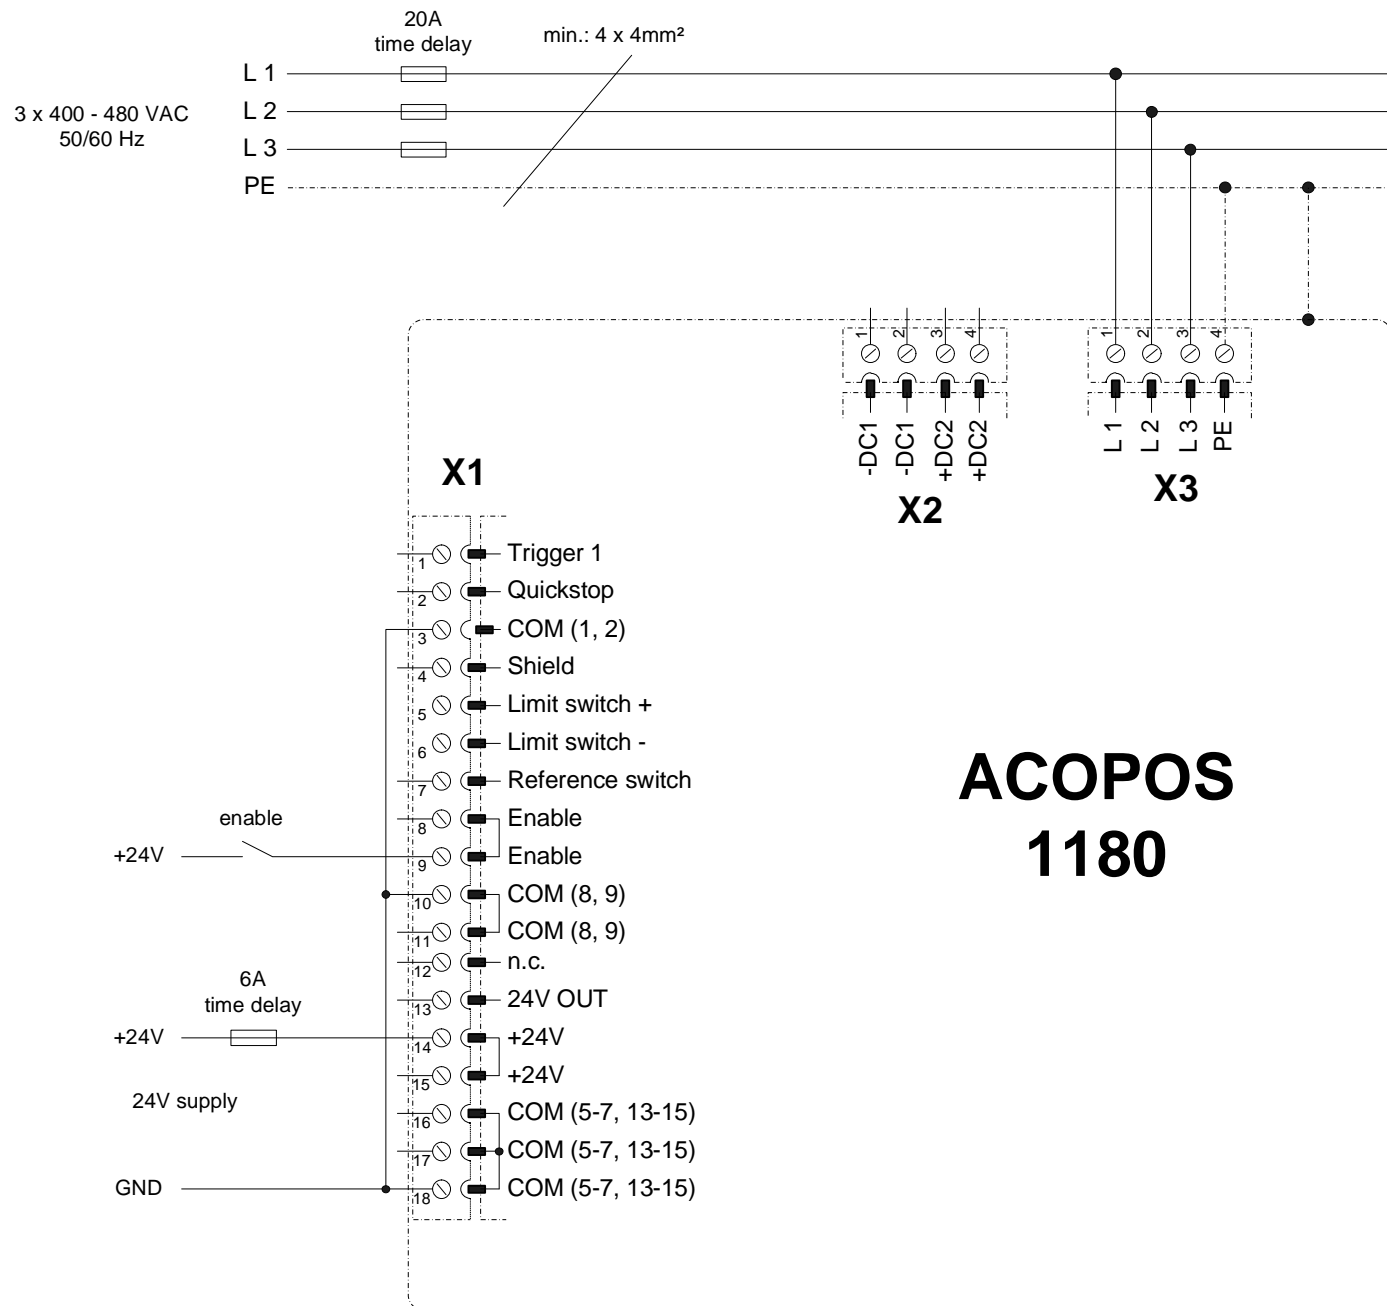 20A
time delay
min.: 4 x 4mm²
L 1
L 2
L 3
PE
3 x 400 - 480 VAC
50/60 Hz
1
2
3
4
-DC1
-DC1
+DC2
+DC2
X2
1
2
3
4
L 1
L 2
L 3
PE
X3
X1
1 Trigger 1
2 Quickstop
3 COM (1, 2)
4 Shield
5 Limit switch +
6 Limit switch -
7 Reference switch
8 Enable
enable
+24V
9 Enable
10 COM (8, 9)
11 COM (8, 9)
12 n.c.
13 24V OUT
6A
time delay
+24V
14 +24V
15 +24V
24V supply
16 COM (5-7, 13-15)
17 COM (5-7, 13-15)
GND
18 COM (5-7, 13-15)
ACOPOS
1180